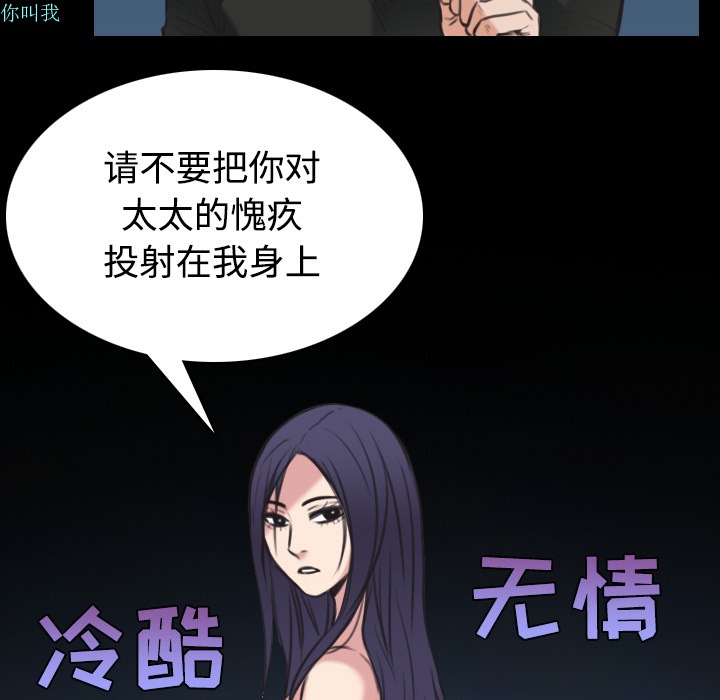 你叫我
请不要把你对
太太的愧疚
投射在我身上
无情
冷酷